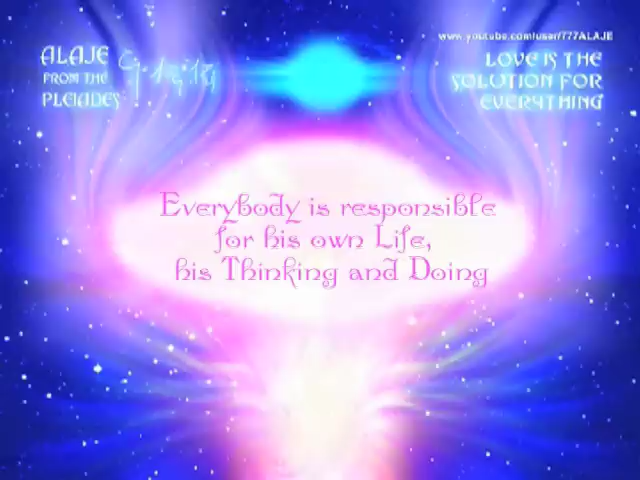 www.youtube.com/user/777ALAJE
ALAJE
FROM THE
PLEIADES
LOVE IS THE
SOLUTION FOR
EVERYTHING
Everybody is responsible
for his own Life,
his Thinking and Doing